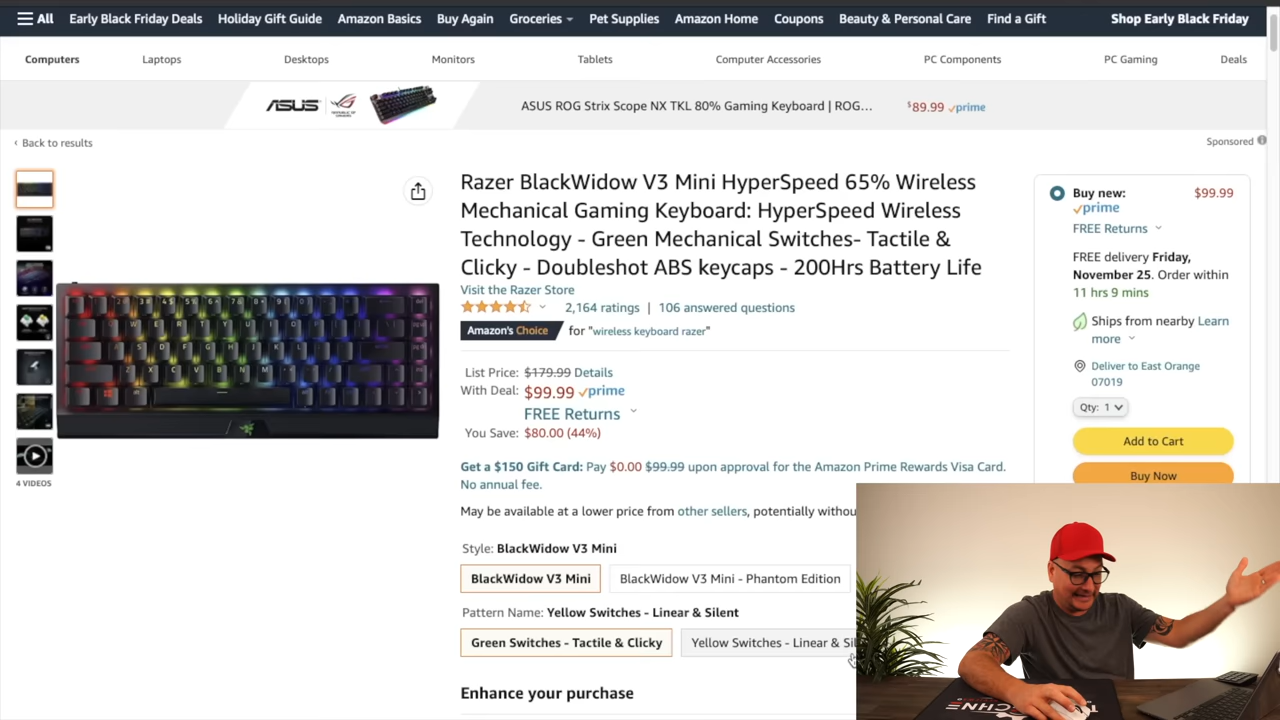 All Early Black Friday Deals Holiday Gift Guide Amazon Basics Buy Again Groceries Pet Supplies Amazon Home Coupons Beauty & Personal Care Find a Gift Shop Early Black Friday
Computers Laptops Desktops Monitors Tablets Computer Accessories PC Components PC Gaming Deals
ASUS ROG Strix Scope NX TKL 80% Gaming Keyboard | ROG... $89.99 prime
‹ Back to results
Sponsored
Razer BlackWidow V3 Mini HyperSpeed 65% Wireless
Mechanical Gaming Keyboard: HyperSpeed Wireless
Technology - Green Mechanical Switches- Tactile &
Clicky - Doubleshot ABS keycaps - 200Hrs Battery Life
Visit the Razer Store
2,164 ratings | 106 answered questions
Amazon's Choice for "wireless keyboard razer"
List Price: $179.99 Details
With Deal: $99.99 prime
FREE Returns
You Save: $80.00 (44%)
Get a $150 Gift Card: Pay $0.00 $99.99 upon approval for the Amazon Prime Rewards Visa Card.
No annual fee.
May be available at a lower price from other sellers, potentially withou
Style: BlackWidow V3 Mini
BlackWidow V3 Mini BlackWidow V3 Mini - Phantom Edition
Pattern Name: Yellow Switches - Linear & Silent
Green Switches - Tactile & Clicky Yellow Switches - Linear & Sil
Enhance your purchase
4 VIDEOS
Buy new: $99.99
prime
FREE Returns
FREE delivery Friday,
November 25. Order within
11 hrs 9 mins
Ships from nearby Learn
more
Deliver to East Orange
07019
Qty: 1
Add to Cart
Buy Now